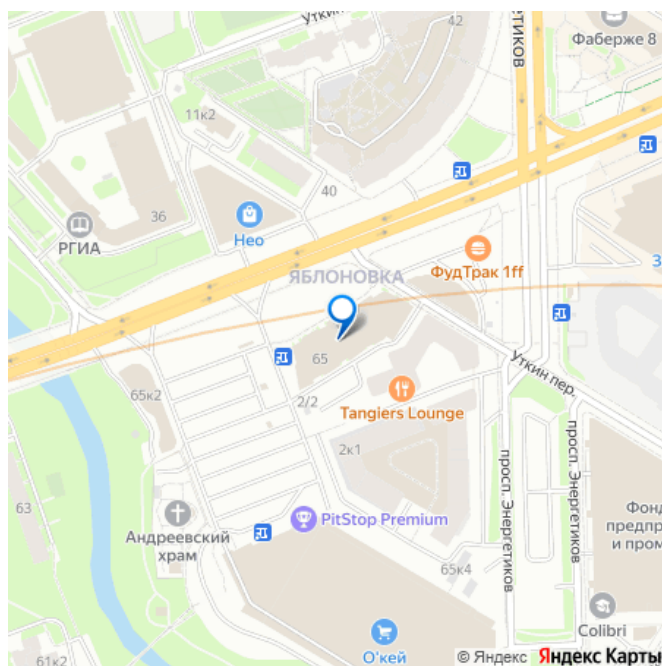 Уткин
42
ТИКОВ
Фаберже 8
11к2
40
36
РГИА
Нео
ЯБЛОНОВКА
ФудТрак 1ff
З
65
65к2
2/2
Tangiers Lounge
Уткин пер.
2к1
просп. Энергетиков
просп. Энергетиков
63
Андреевский
храм
PitStop Premium
Фонд
предпр
и пром
65к4
61к2
О'кей
Colibri
© Яндекс Яндекс Карты